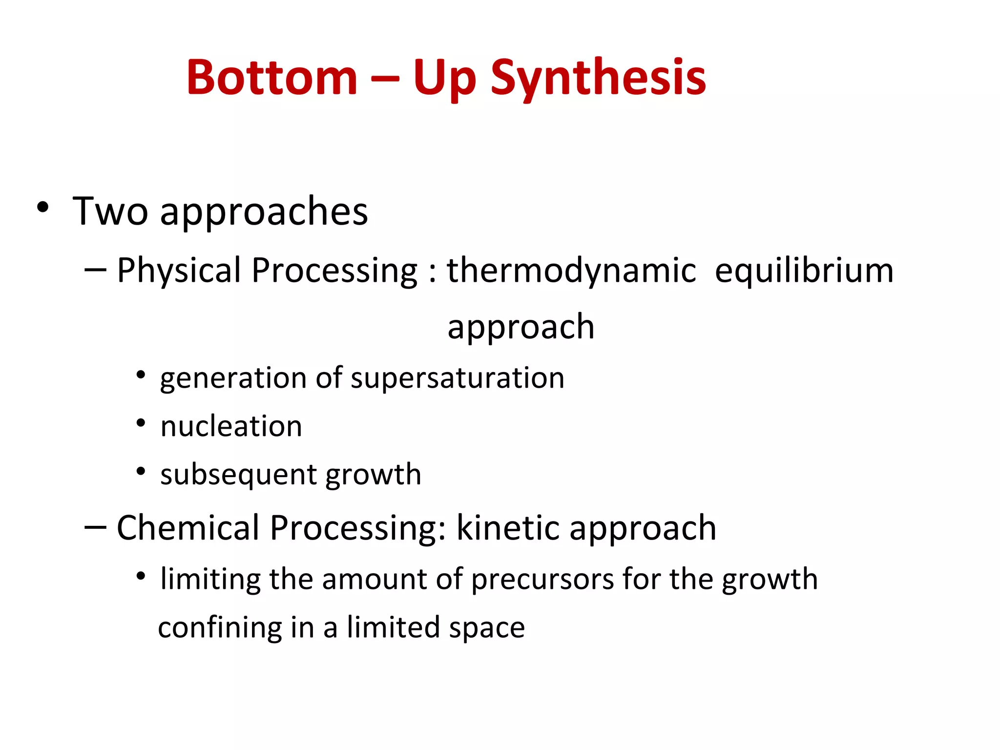 Bottom – Up Synthesis
• Two approaches
– Physical Processing : thermodynamic equilibrium
approach
• generation of supersaturation
• nucleation
• subsequent growth
– Chemical Processing: kinetic approach
• limiting the amount of precursors for the growth
confining in a limited space